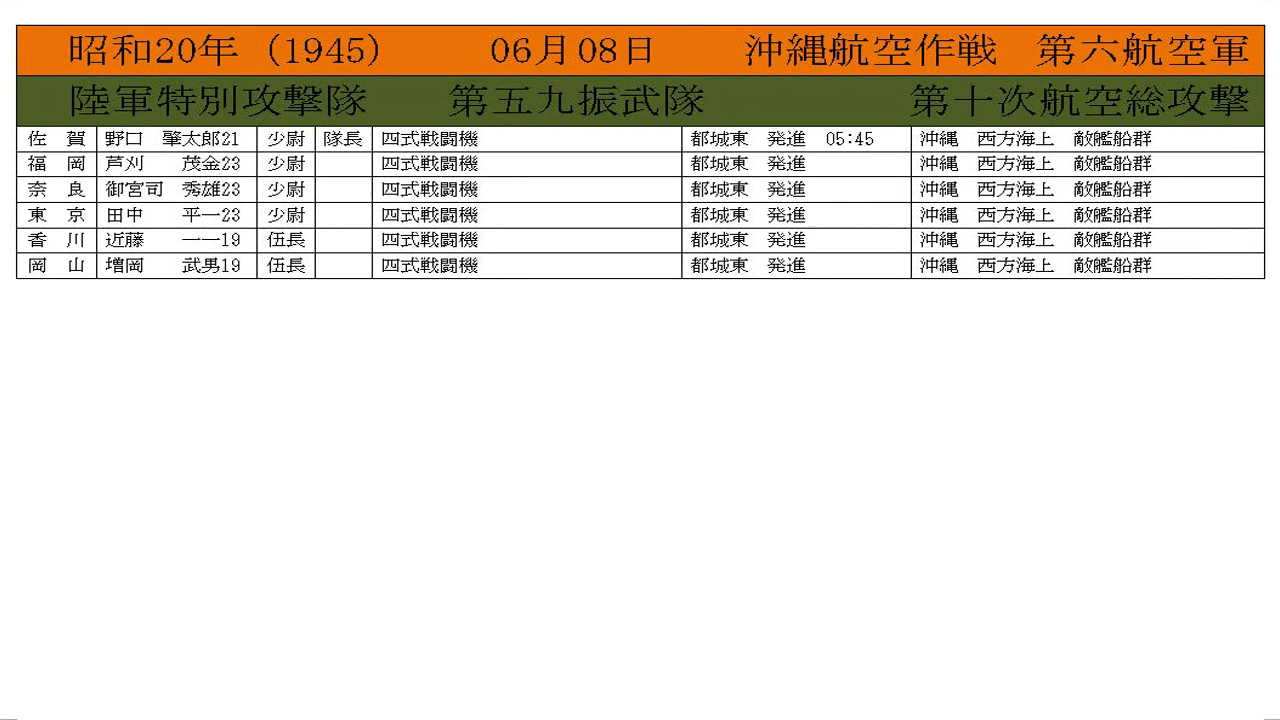 昭和20年 (1945) 06月08日 沖縄航空作戦 第六航空軍
陸軍特別攻撃隊 第五九振武隊 第十次航空総攻撃
佐 賀 野口 肇太郎21 少尉 隊長 四式戦闘機 都城東 発進 05:45 沖縄 西方海上 敵艦船群
福 岡 芦刈 茂金23 少尉 四式戦闘機 都城東 発進 沖縄 西方海上 敵艦船群
奈 良 御宮司 秀雄23 少尉 四式戦闘機 都城東 発進 沖縄 西方海上 敵艦船群
東 京 田中 平一23 少尉 四式戦闘機 都城東 発進 沖縄 西方海上 敵艦船群
香 川 近藤 一一19 伍長 四式戦闘機 都城東 発進 沖縄 西方海上 敵艦船群
岡 山 増岡 武男19 伍長 四式戦闘機 都城東 発進 沖縄 西方海上 敵艦船群